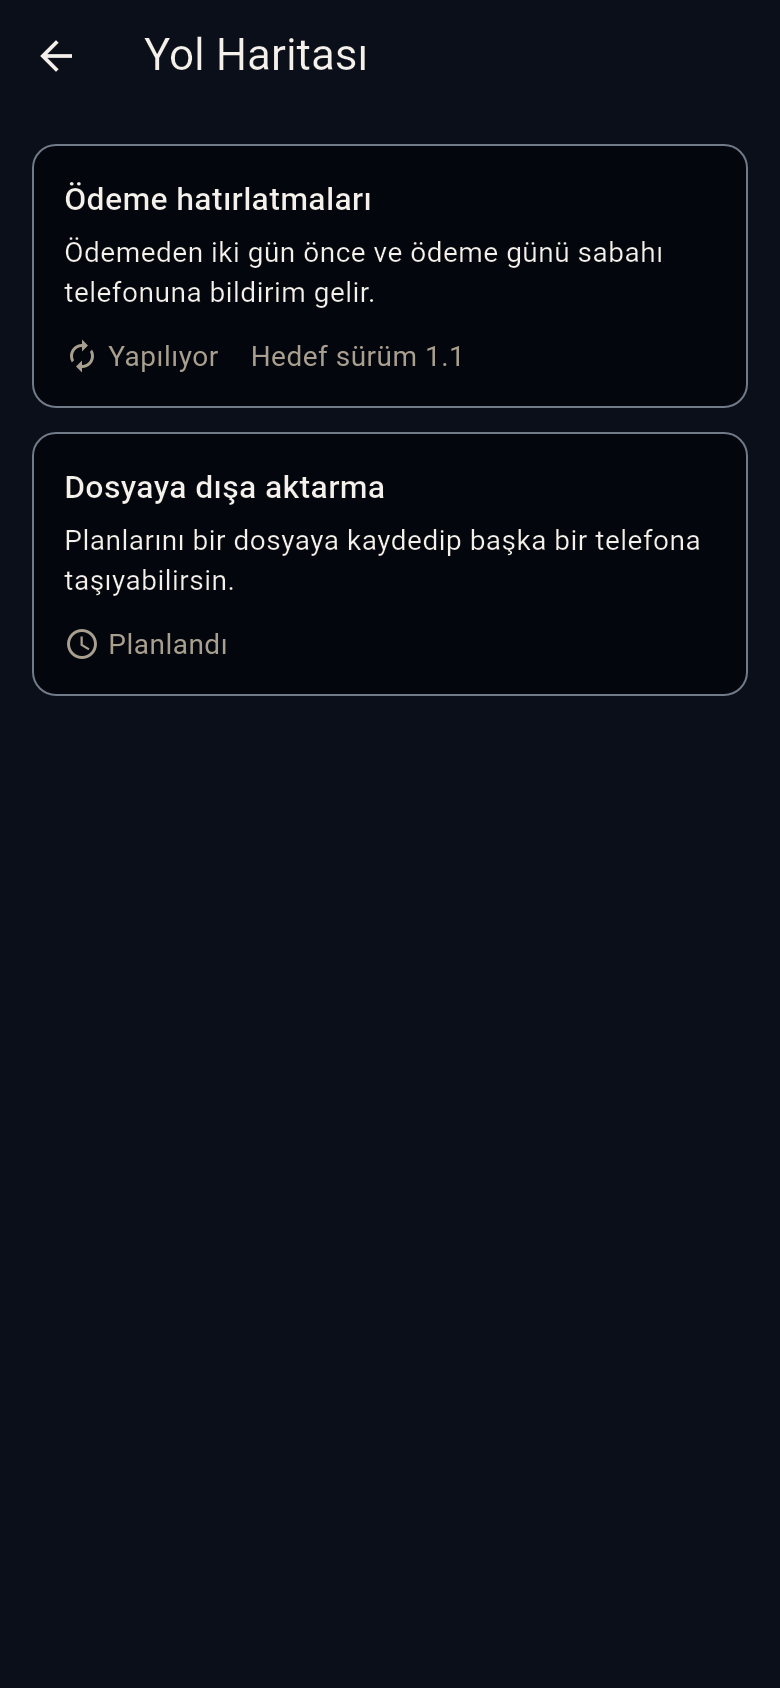 Yol Haritası
Ödeme hatırlatmaları
Ödemeden iki gün önce ve ödeme günü sabahı
telefonuna bildirim gelir.
Yapılıyor Hedef sürüm 1.1
Dosyaya dışa aktarma
Planlarını bir dosyaya kaydedip başka bir telefona
taşıyabilirsin.
Planlandı